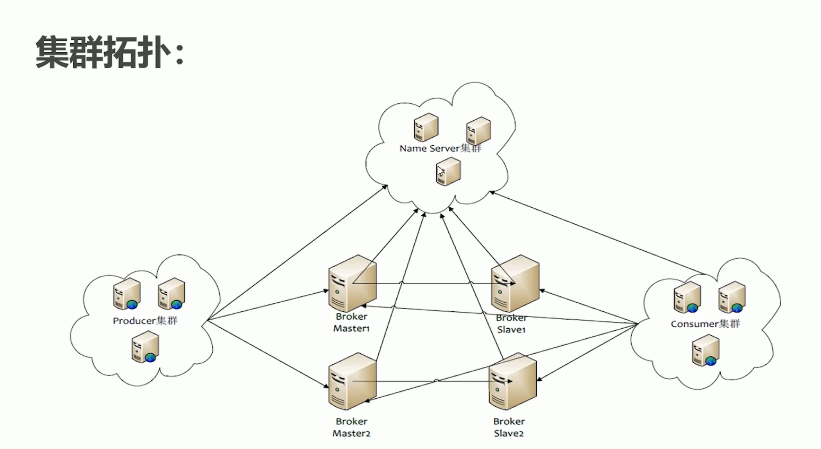 集群拓扑：
Name Server集群
Producer集群
Broker
Master1
Broker
Slave1
Consumer集群
Broker
Master2
Broker
Slave2